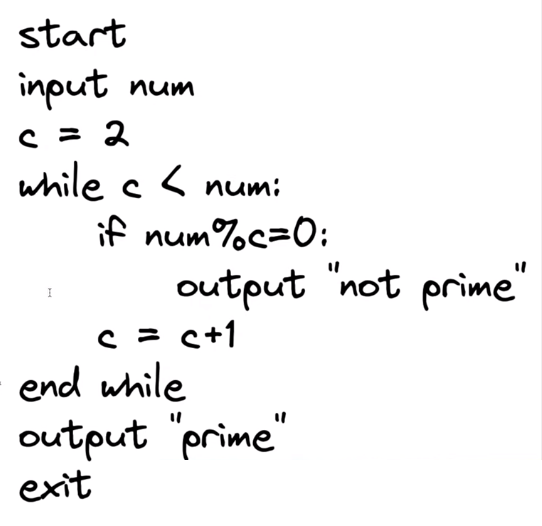 start
input num
c = 2
while c < num:
if num%c=0:
output "not prime"
c = c+1
end while
output "prime"
exit